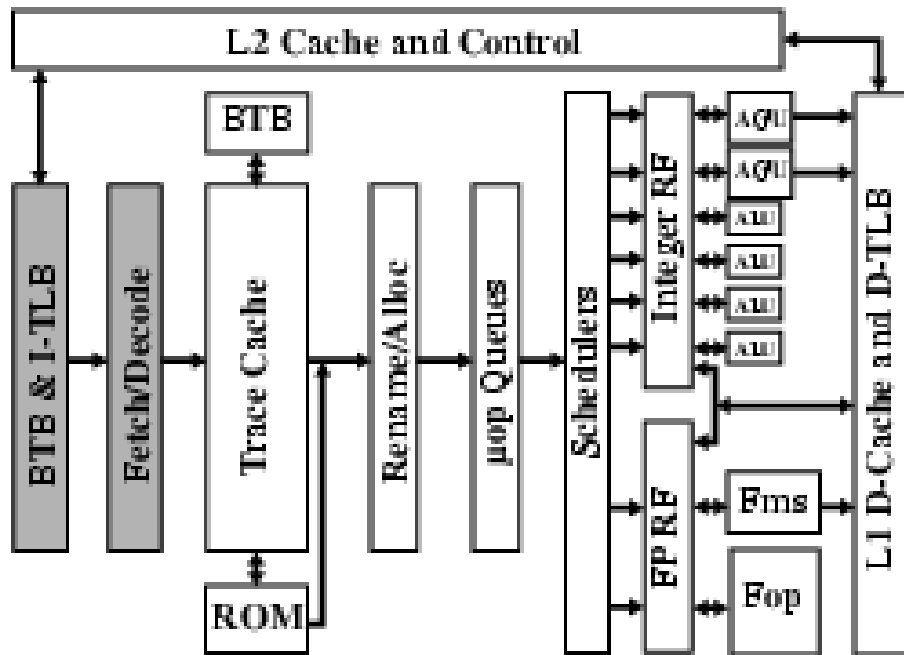 L2 Cache and Control
BTB & I-TLB
Fetch/Decode
BTB
Trace Cache
ROM
Rename/Alloc
µop Queues
Schedulers
Integer RF
FP RF
AGU
AGU
ALU
ALU
ALU
ALU
Fms
Fop
L1 D-Cache and D-TLB